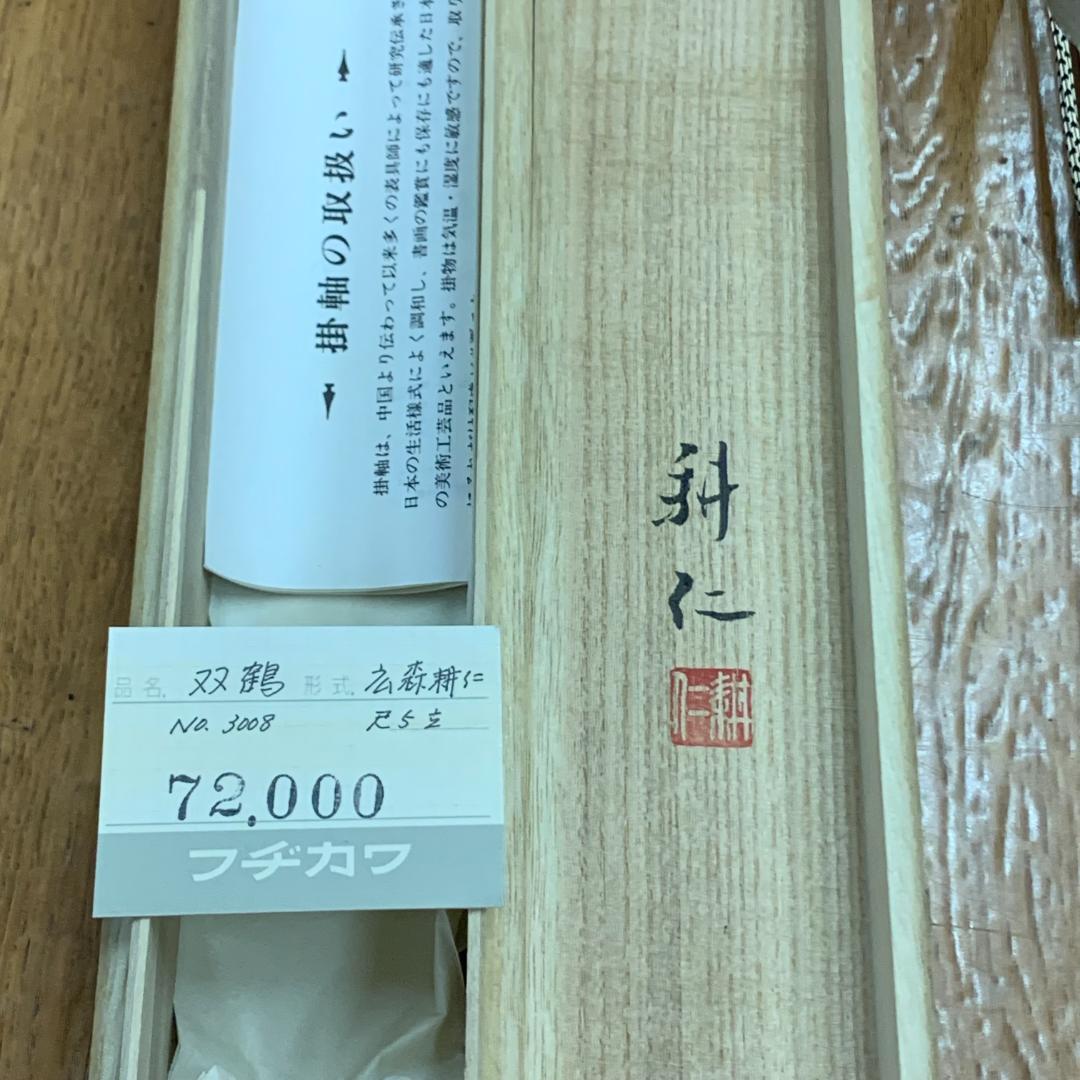 掛軸の取扱い
掛軸は、中国より伝わって以来多くの表具師によって研究伝承さ
日本の生活様式によく調和し、書画の鑑賞にも保存にも適した日本
の美術工芸品といえます。掛物は気温・湿度に敏感ですので、取り
耕仁
仁耕
品名 双鶴 形式 広森耕仁
No. 3008 尺5立
72,000
フヂカワ